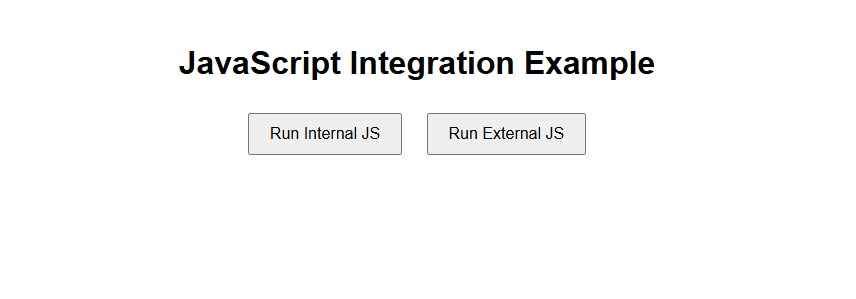 JavaScript Integration Example
Run Internal JS Run External JS